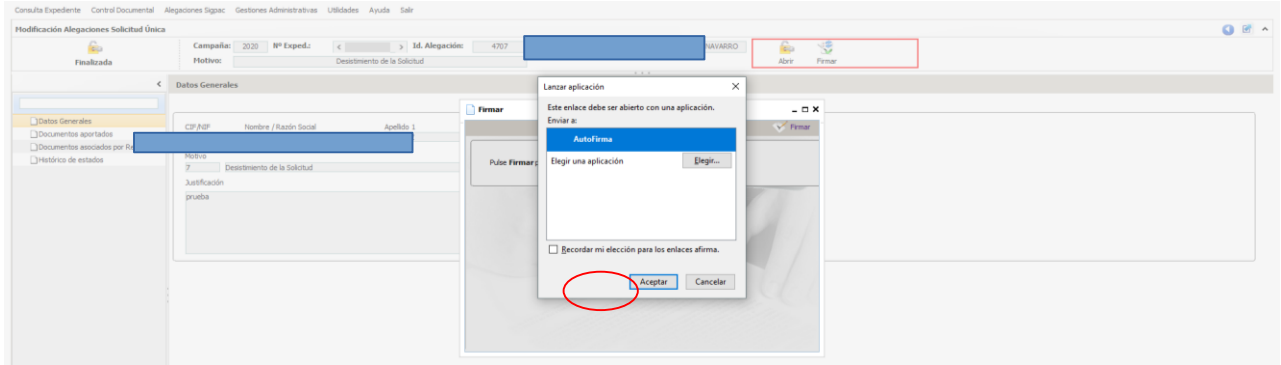 Consulta Expediente Control Documental Alegaciones Sigpac Gestiones Administrativas Utilidades Ayuda Salir
Modificación Alegaciones Solicitud Única
Campaña: 2020 Nº Exped.: < > Id. Alegación: 4707 NAVARRO
Finalizada Motivo: Desistimiento de la Solicitud Abrir Firmar
< Datos Generales
Datos Generales
Documentos aportados
Documentos asociados por Re
Histórico de estados
CIF/NIF Nombre / Razón Social Apellido 1
Motivo
7 Desistimiento de la Solicitud
Justificación
prueba
Firmar
Firmar
Pulse Firmar
Lanzar aplicación
Este enlace debe ser abierto con una aplicación.
Enviar a:
AutoFirma
Elegir una aplicación Elegir...
Recordar mi elección para los enlaces afirma.
Aceptar Cancelar